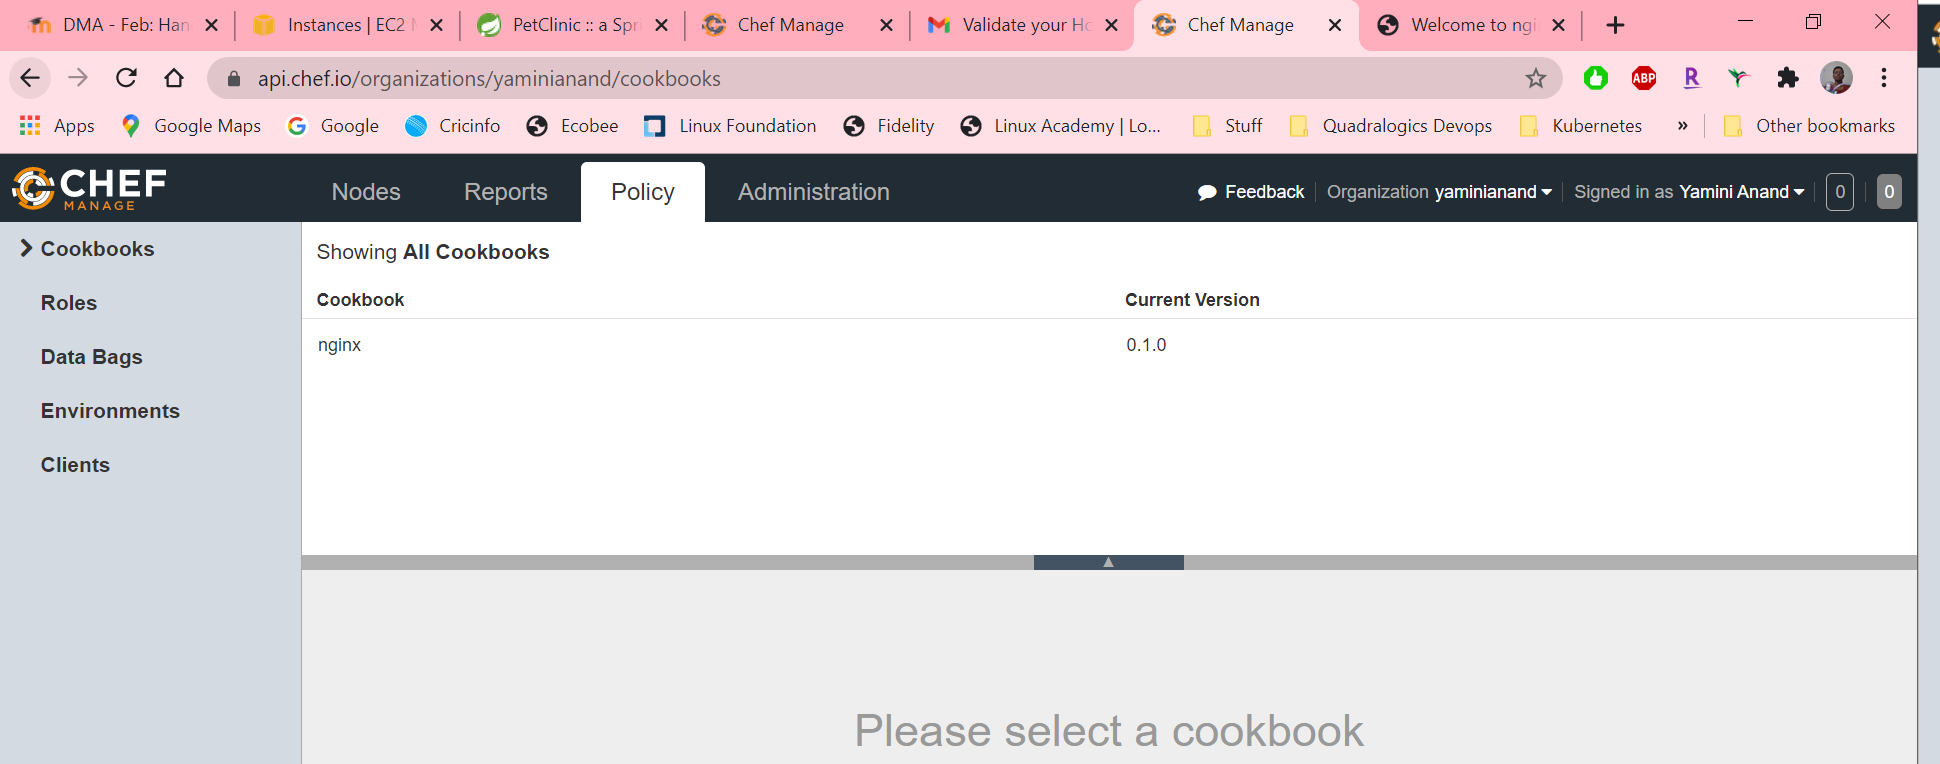 DMA - Feb: Han
Instances | EC2 M
PetClinic :: a Spri
Chef Manage
Validate your Ho
Chef Manage
Welcome to ngi
api.chef.io/organizations/yaminianand/cookbooks
ABP
R
Apps
Google Maps
Google
Cricinfo
Ecobee
Linux Foundation
Fidelity
Linux Academy | Lo...
Stuff
Quadralogics Devops
Kubernetes
»
Other bookmarks
CHEF
MANAGE
Nodes
Reports
Policy
Administration
Feedback
Organization yaminianand
Signed in as Yamini Anand
0
0
Cookbooks
Roles
Data Bags
Environments
Clients
Showing All Cookbooks
Cookbook Current Version
nginx 0.1.0
Please select a cookbook